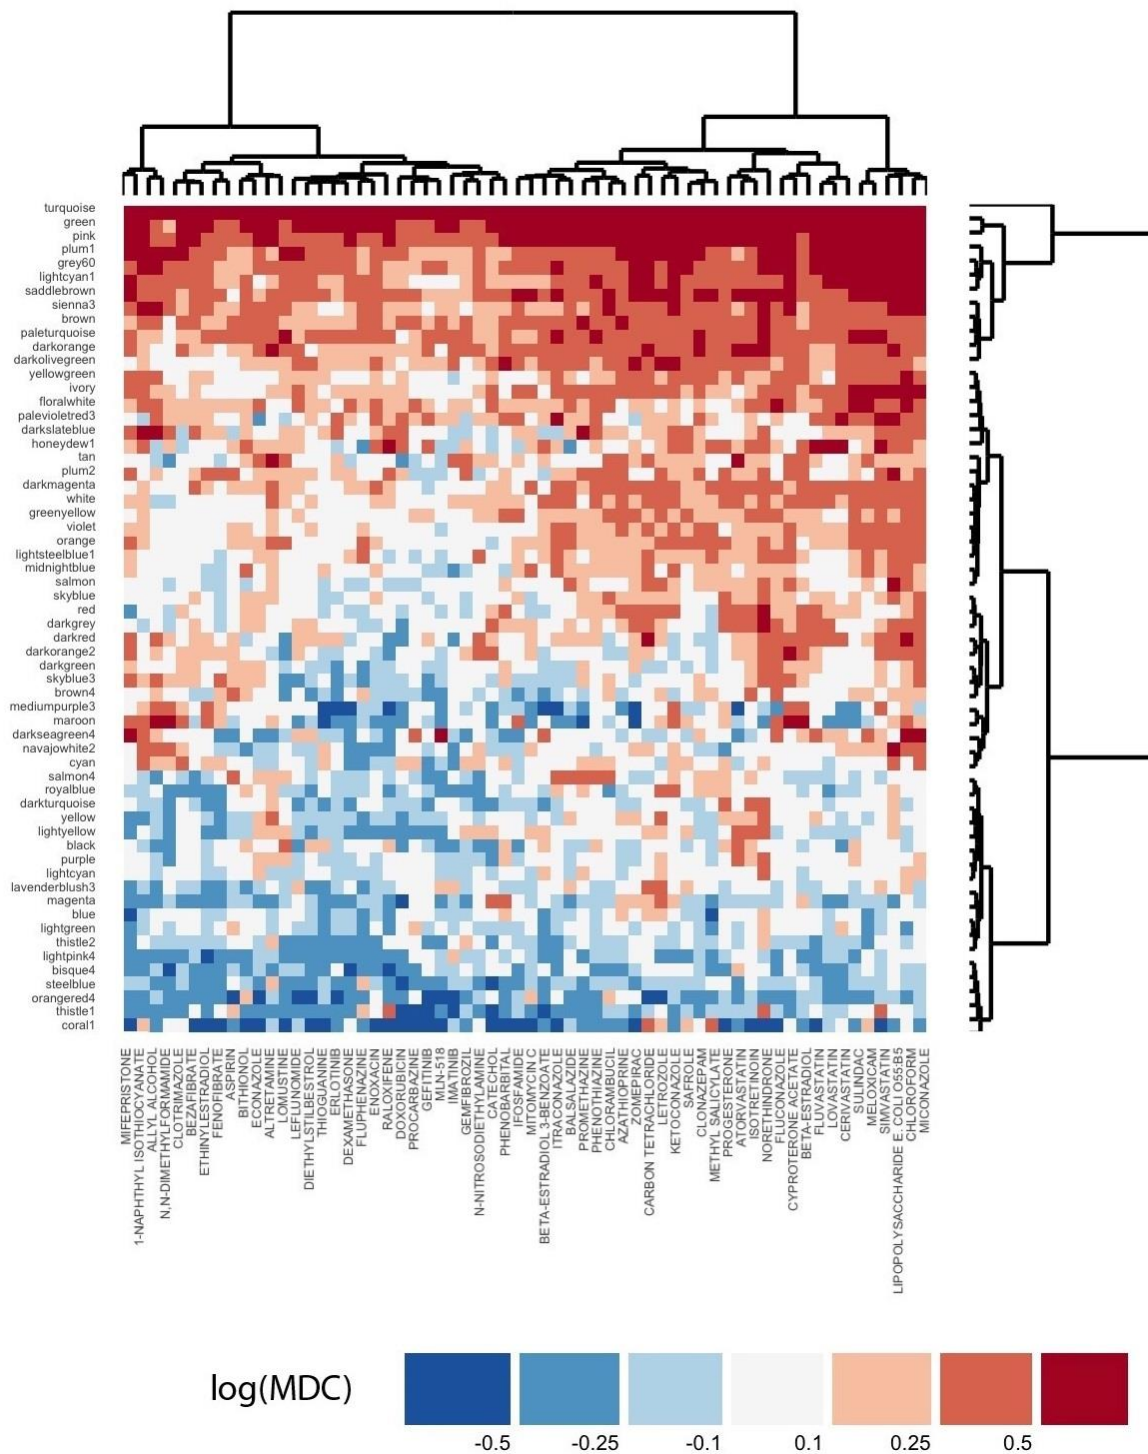 turquoise
green
pink
plum1
grey60
lightcyan1
saddlebrown
sienna3
brown
paleturquoise
darkorange
darkolivegreen
yellowgreen
ivory
floralwhite
palevioletred3
darkslateblue
honeydew1
tan
plum2
darkmagenta
white
greenyellow
violet
orange
lightsteelblue1
midnightblue
salmon
skyblue
red
darkgrey
darkred
darkorange2
darkgreen
skyblue3
brown4
mediumpurple3
maroon
darkseagreen4
navajowhite2
cyan
salmon4
royalblue
darkturquoise
yellow
lightyellow
black
purple
lightcyan
lavenderblush3
magenta
blue
lightgreen
thistle2
lightpink4
bisque4
steelblue
orangered4
thistle1
coral1
MIFEPRISTONE
1-NAPHTHYL ISOTHIOCYANATE
ALLYL ALCOHOL
N,N-DIMETHYLFORMAMIDE
CLOTRIMAZOLE
BEZAFIBRATE
ETHINYLESTRADIOL
FENOFIBRATE
ASPIRIN
BITHIONOL
ECONAZOLE
ALTRETAMINE
LOMUSTINE
LEFLUNOMIDE
DIETHYLSTILBESTROL
THIOGUANINE
ERLOTINIB
DEXAMETHASONE
FLUPHENAZINE
ENOXACIN
RALOXIFENE
DOXORUBICIN
PROCARBAZINE
GEFITINIB
MLN-518
IMATINIB
GEMFIBROZIL
N-NITROSODIETHYLAMINE
CATECHOL
PHENOBARBITAL
IFOSFAMIDE
MITOMYCIN C
BETA-ESTRADIOL 3-BENZOATE
ITRACONAZOLE
BALSALAZIDE
PROMETHAZINE
PHENOTHIAZINE
CHLORAMBUCIL
AZATHIOPRINE
ZOMEPIRAC
CARBON TETRACHLORIDE
LETROZOLE
KETOCONAZOLE
SAFROLE
CLONAZEPAM
METHYL SALICYLATE
PROGESTERONE
ATORVASTATIN
ISOTRETINOIN
NORETHINDRONE
FLUCONAZOLE
CYPROTERONE ACETATE
BETA-ESTRADIOL
FLUVASTATIN
LOVASTATIN
CERIVASTATIN
SULINDAC
MELOXICAM
SIMVASTATIN
LIPOPOLYSACCHARIDE E. COLI O55:B5
CHLOROFORM
MICONAZOLE
log(MDC)
-0.5 -0.25 -0.1 0.1 0.25 0.5